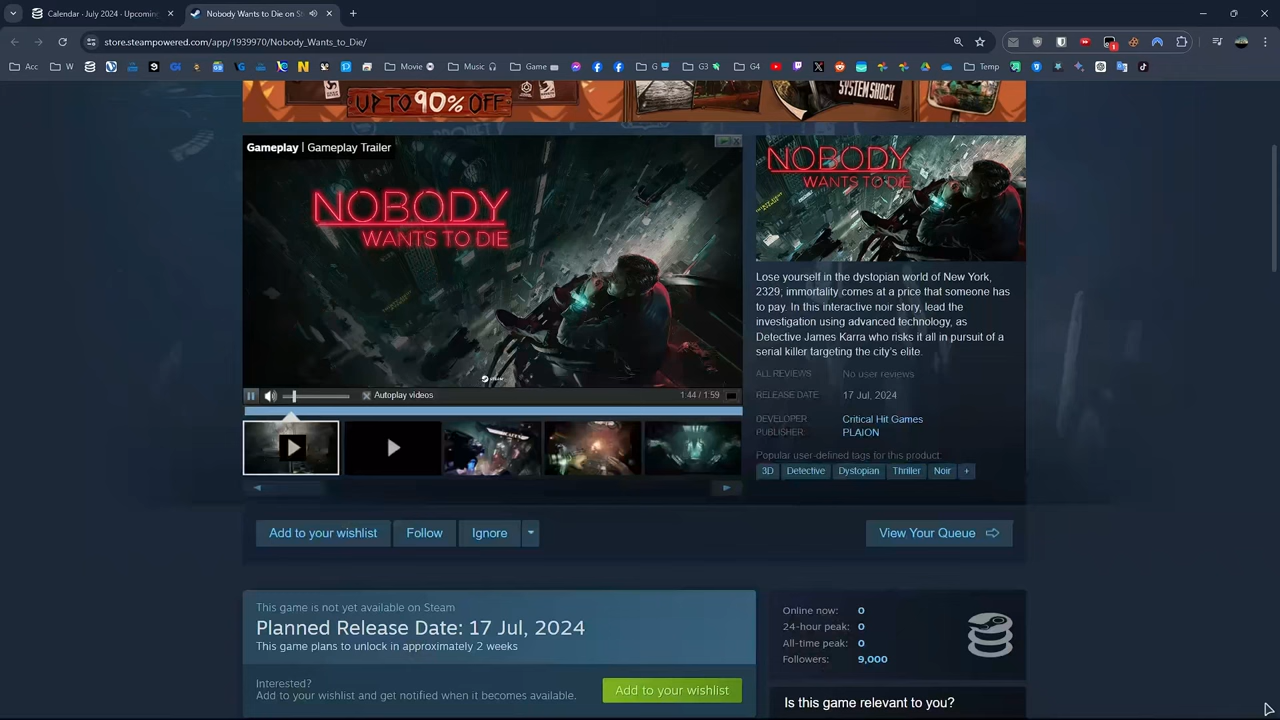 Calendar · July 2024 - Upcoming
Nobody Wants to Die on S
store.steampowered.com/app/1939970/Nobody_Wants_to_Die/
1
Acc
W
Movie
Music
Game
G
G3
G4
Temp
UP TO 90% OFF
SYSTEM SHOCK
Gameplay | Gameplay Trailer
NOBODY
WANTS TO DIE
STEAM
Autoplay videos
1:44 / 1:59
NOBODY
WANTS TO DIE
Lose yourself in the dystopian world of New York,
2329; immortality comes at a price that someone has
to pay. In this interactive noir story, lead the
investigation using advanced technology, as
Detective James Karra who risks it all in pursuit of a
serial killer targeting the city's elite.
ALL REVIEWS No user reviews
RELEASE DATE 17 Jul, 2024
DEVELOPER: Critical Hit Games
PUBLISHER: PLAION
Popular user-defined tags for this product:
3D Detective Dystopian Thriller Noir +
Add to your wishlist
Follow
Ignore
View Your Queue
This game is not yet available on Steam
Planned Release Date: 17 Jul, 2024
This game plans to unlock in approximately 2 weeks
Interested?
Add to your wishlist and get notified when it becomes available.
Add to your wishlist
Online now: 0
24-hour peak: 0
All-time peak: 0
Followers: 9,000
Is this game relevant to you?